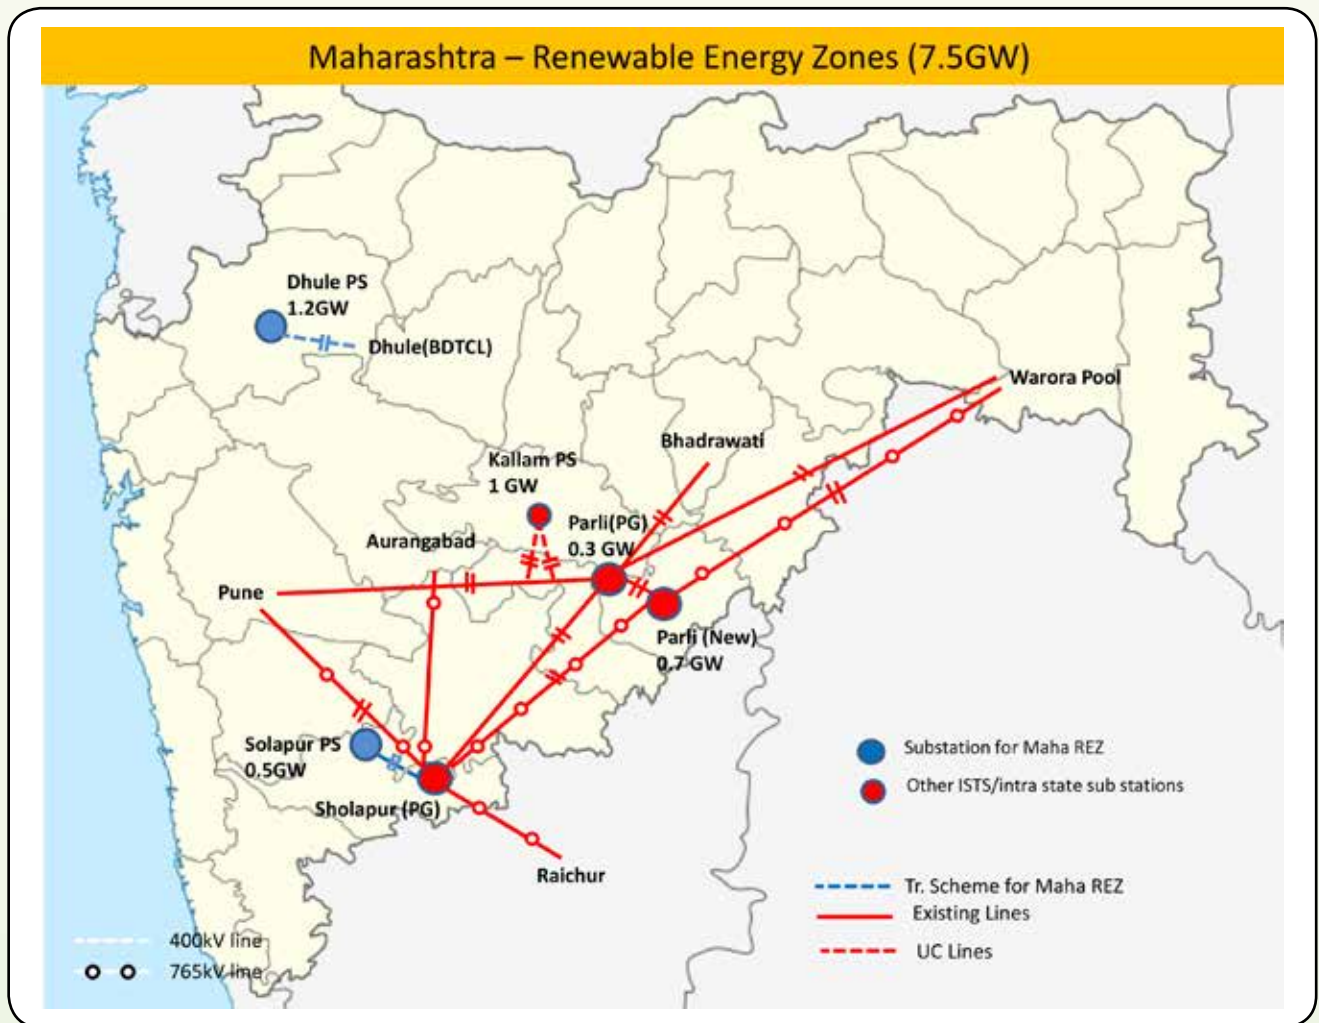 Maharashtra – Renewable Energy Zones (7.5GW)
Dhule PS
1.2GW
Dhule(BDTCL)
Warora Pool
Bhadrawati
Kallam PS
1 GW
Parli(PG)
0.3 GW
Aurangabad
Pune
Parli (New)
0.7 GW
Solapur PS
0.5GW
Sholapur (PG)
Raichur
Substation for Maha REZ
Other ISTS/intra state sub stations
Tr. Scheme for Maha REZ
Existing Lines
UC Lines
400kV line
765kV line